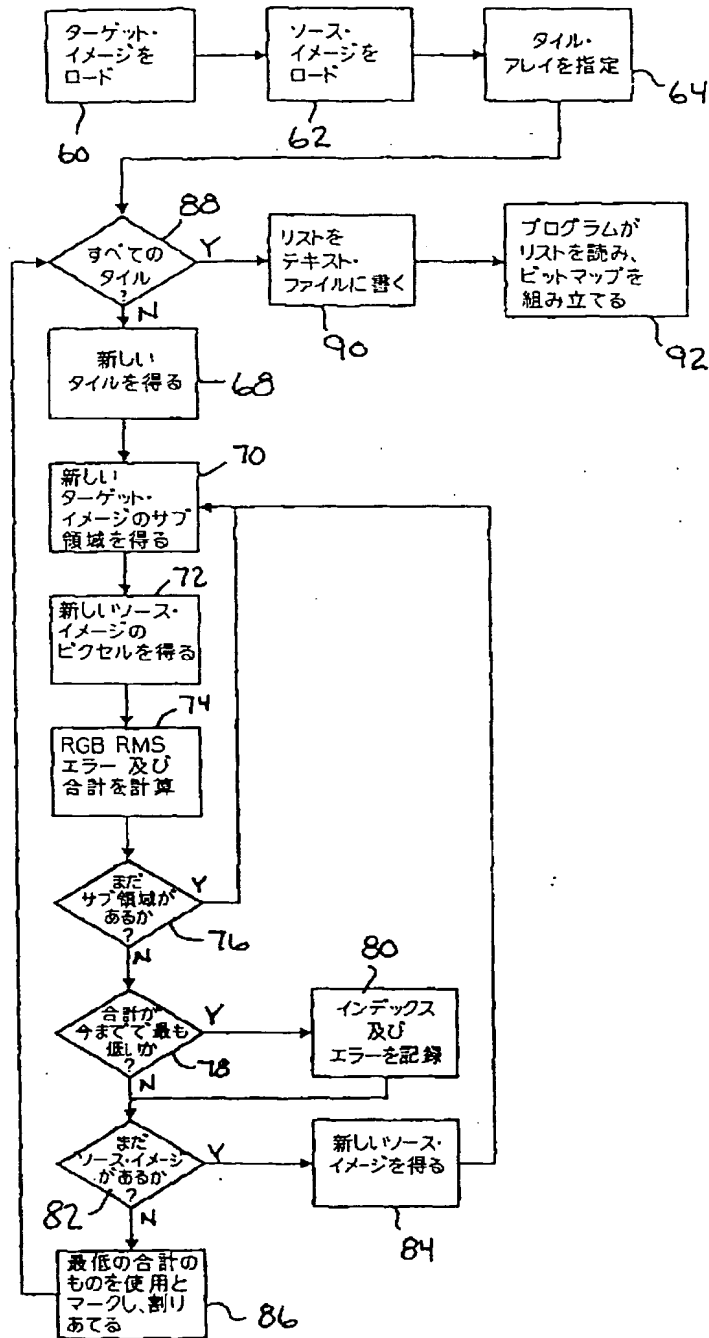 ターゲット・
イメージを
ロード
60
ソース・
イメージを
ロード
62
タイル・
アレイを指定
64
88
すべての
タイル
?
Y
N
リストを
テキスト・
ファイルに書く
90
プログラムが
リストを読み、
ビットマップを
組み立てる
92
新しい
タイルを得る
68
70
新しい
ターゲット・
イメージのサブ
領域を得る
72
新しいソース・
イメージの
ピクセルを得る
74
RGB RMS
エラー 及び
合計を計算
まだ
サブ領域が
あるか
?
Y
76
N
合計が
今までで最も
低いか
?
Y
78
N
80
インデックス
及び
エラーを記録
まだ
ソース・イメージ
があるか
?
Y
82
N
新しいソース・
イメージを得る
84
最低の合計の
ものを使用と
マークし、割り
あてる
86